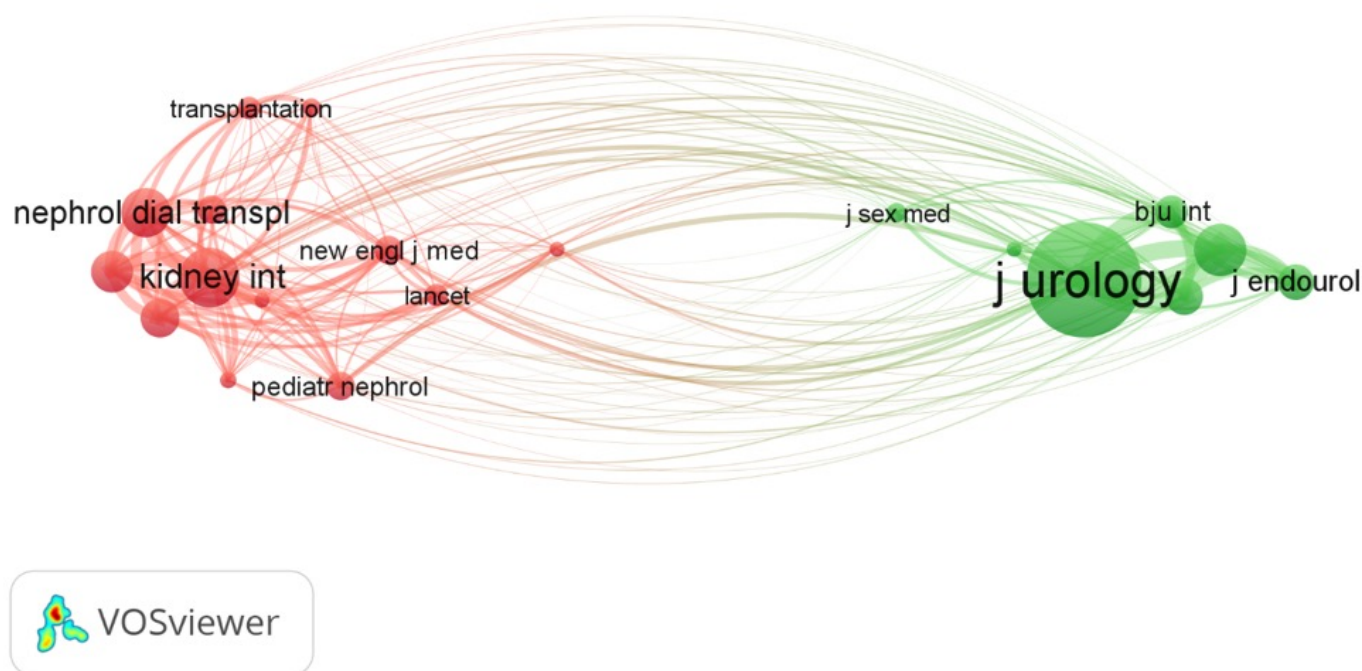 transplantation
nephrol dial transpl
j sex med
bju int
new engl j med
kidney int
j urology
j endourol
lancet
pediatr nephrol
VOSviewer